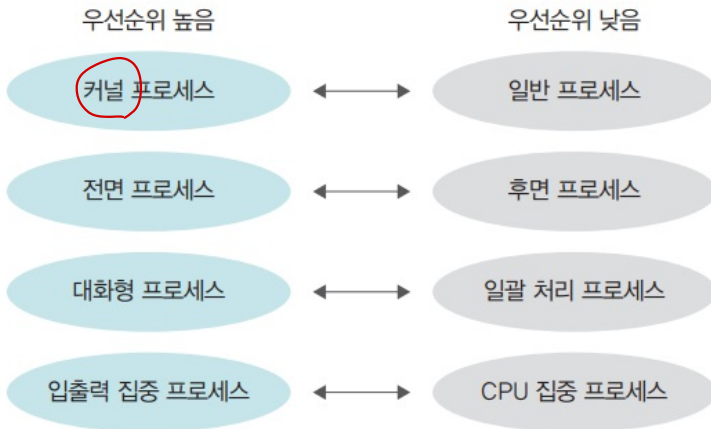 우선순위 높음 우선순위 낮음
커널 프로세스 일반 프로세스
전면 프로세스 후면 프로세스
대화형 프로세스 일괄 처리 프로세스
입출력 집중 프로세스 CPU 집중 프로세스